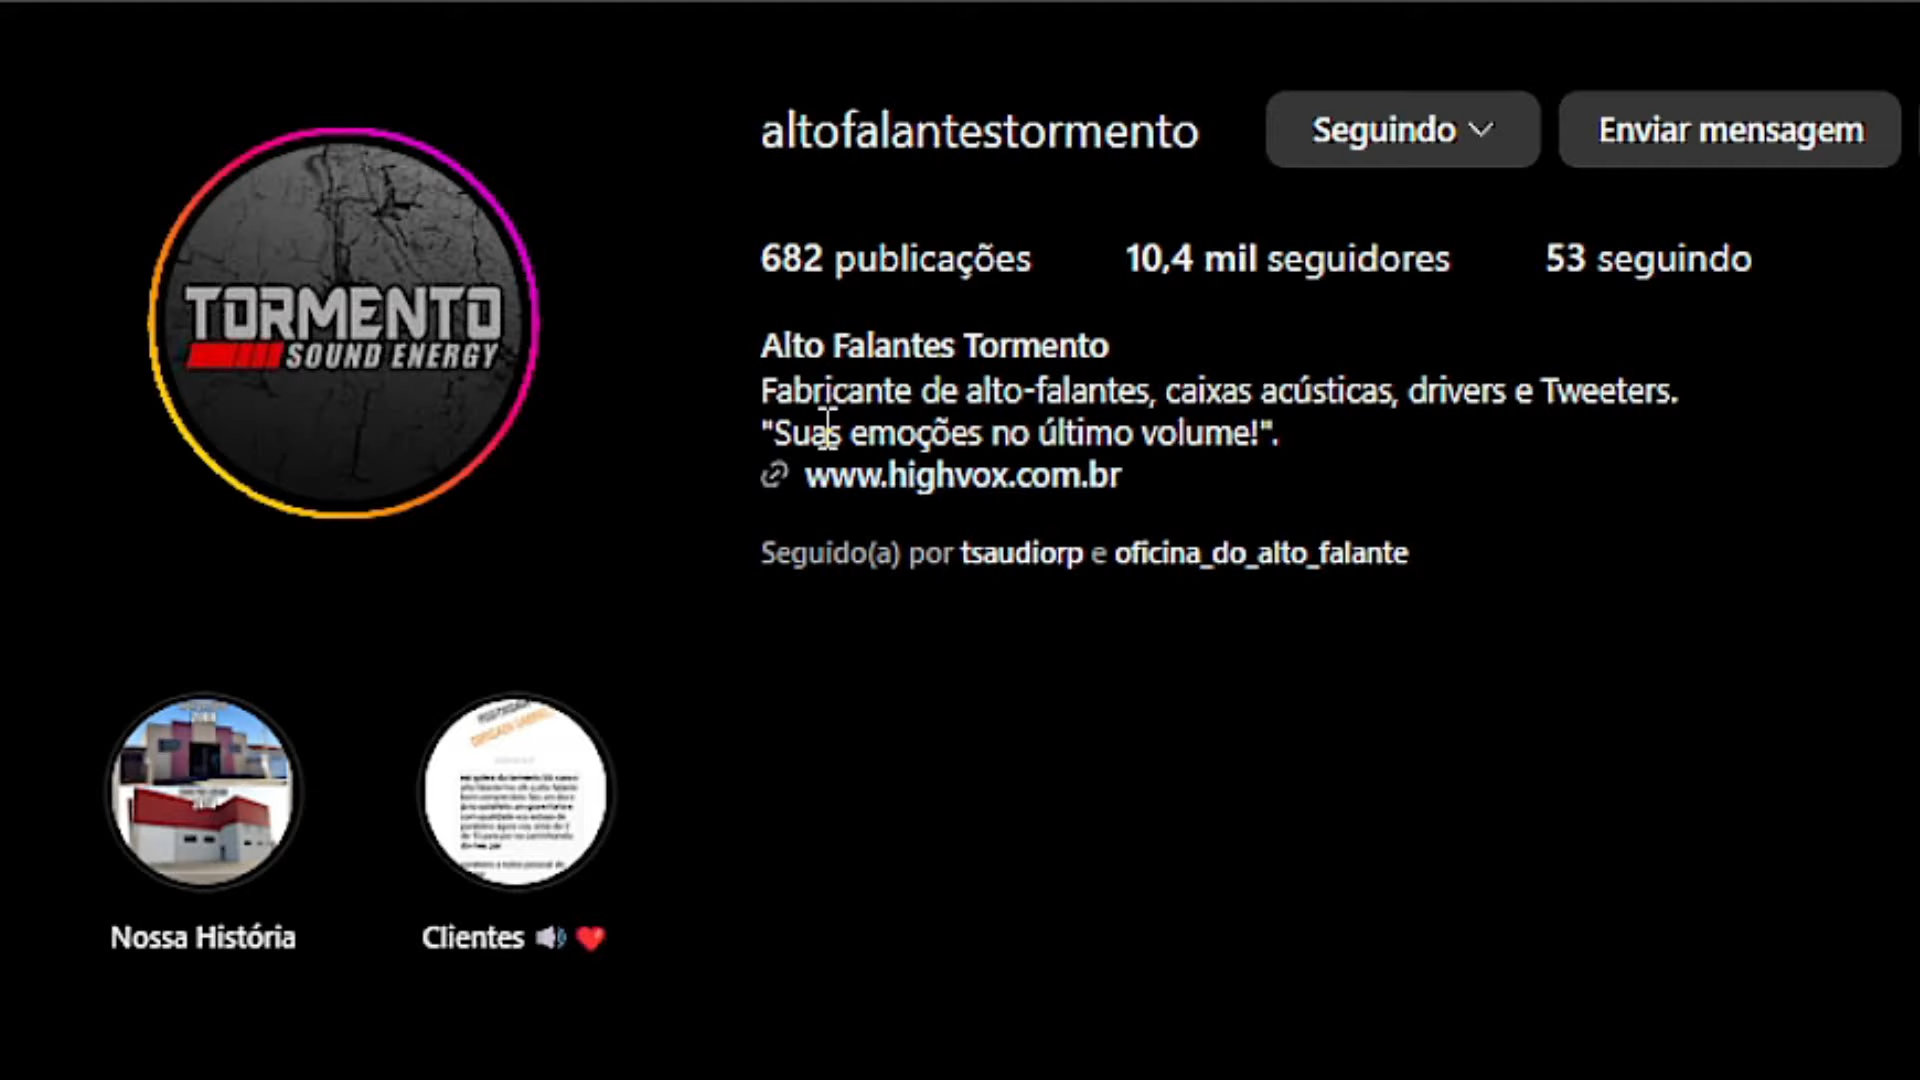 altofalantestormento
Seguindo
Enviar mensagem
682 publicações
10,4 mil seguidores
53 seguindo
TORMENTO
SOUND ENERGY
Alto Falantes Tormento
Fabricante de alto-falantes, caixas acústicas, drivers e Tweeters.
"Suas emoções no último volume!".
www.highvox.com.br
Seguido(a) por tsaudiorp e oficina_do_alto_falante
Nossa História
Clientes 🔊 ❤️